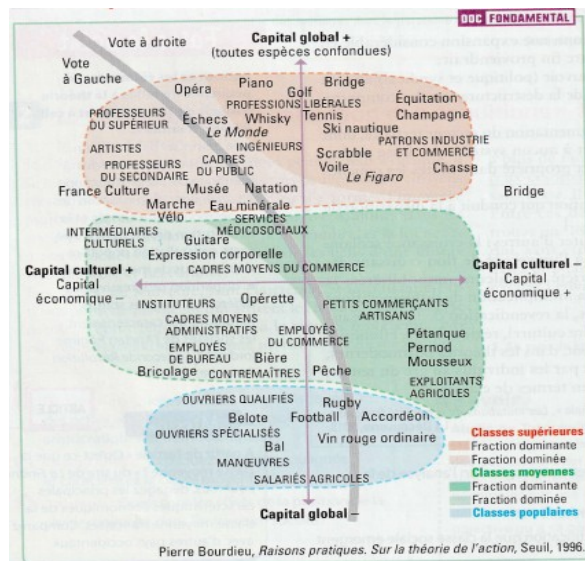 DOC FONDAMENTAL
Vote à droite
Capital global +
(toutes espèces confondues)
Vote
à Gauche
Opéra
Piano
Bridge
Golf
PROFESSIONS LIBÉRALES
Équitation
Champagne
PROFESSEURS
DU SUPÉRIEUR
Échecs
Whisky
Tennis
Le Monde
Ski nautique
ARTISTES
INGÉNIEURS
PATRONS INDUSTRIE
ET COMMERCE
PROFESSEURS
DU SECONDAIRE
CADRES
DU PUBLIC
Scrabble
Voile
Chasse
Le Figaro
France Culture
Musée
Natation
Bridge
Marche
Vélo
Eau minérale
SERVICES
MÉDICOSOCIAUX
INTERMÉDIAIRES
CULTURELS
Guitare
Expression corporelle
CADRES MOYENS DU COMMERCE
Capital culturel +
Capital
économique –
Capital culturel –
Capital
économique +
INSTITUTEURS
Opérette
PETITS COMMERÇANTS
ARTISANS
CADRES MOYENS
ADMINISTRATIFS
EMPLOYÉS
DU COMMERCE
Pétanque
Pernod
Mousseux
EMPLOYÉS
DE BUREAU
Bière
Bricolage
CONTREMAÎTRES
Pêche
EXPLOITANTS
AGRICOLES
OUVRIERS QUALIFIÉS
Rugby
Belote
Football
Accordéon
OUVRIERS SPÉCIALISÉS
Bal
Vin rouge ordinaire
MANŒUVRES
SALARIÉS AGRICOLES
Capital global –
Classes supérieures
Fraction dominante
Fraction dominée
Classes moyennes
Fraction dominante
Fraction dominée
Classes populaires
Pierre Bourdieu, Raisons pratiques. Sur la théorie de l'action, Seuil, 1996.